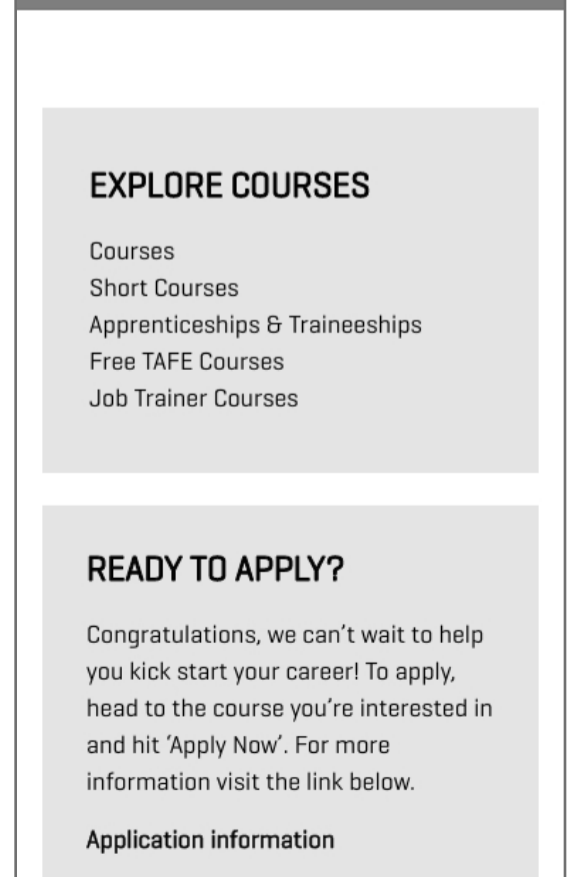 EXPLORE COURSES
Courses
Short Courses
Apprenticeships & Traineeships
Free TAFE Courses
Job Trainer Courses
READY TO APPLY?
Congratulations, we can’t wait to help
you kick start your career! To apply,
head to the course you’re interested in
and hit ‘Apply Now’. For more
information visit the link below.
Application information